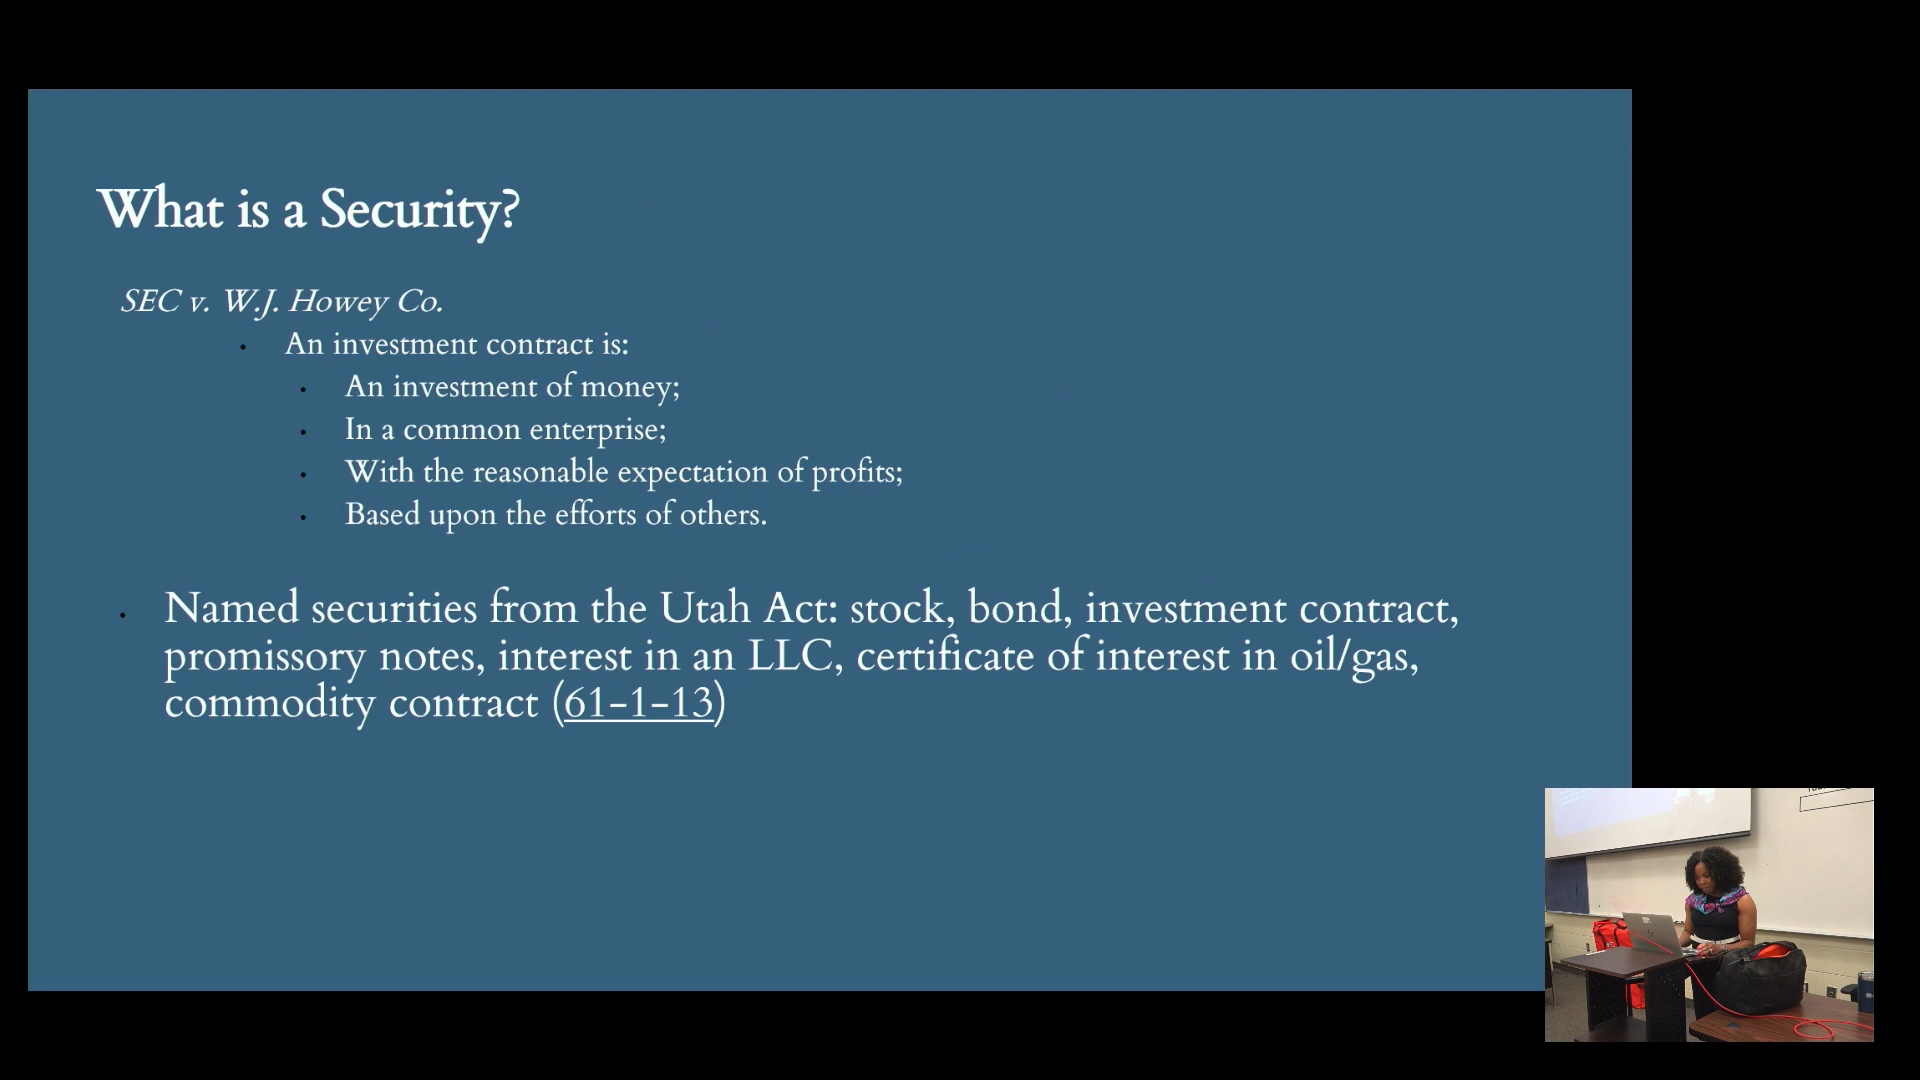 What is a Security?
SEC v. W.J. Howey Co.
• An investment contract is:
• An investment of money;
• In a common enterprise;
• With the reasonable expectation of profits;
• Based upon the efforts of others.
• Named securities from the Utah Act: stock, bond, investment contract,
promissory notes, interest in an LLC, certificate of interest in oil/gas,
commodity contract (61-1-13)